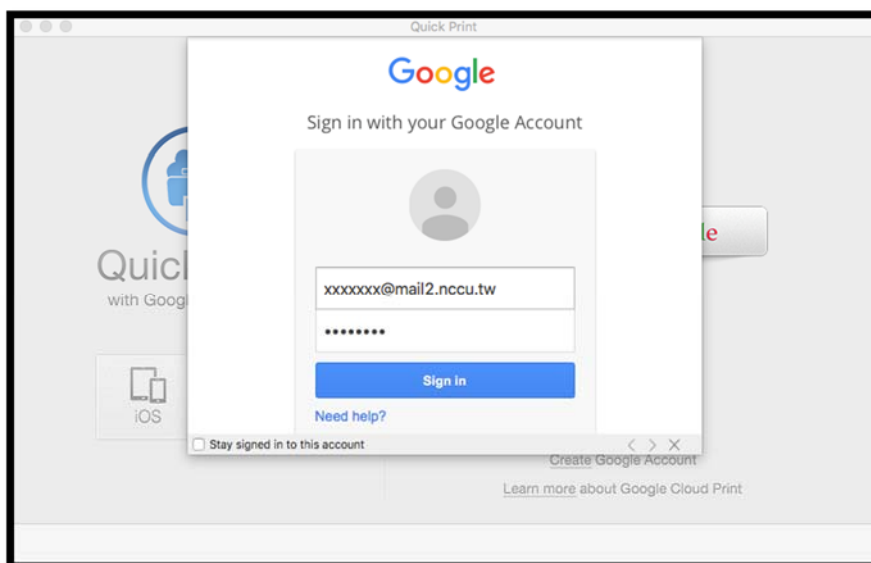 Quick Print
Google
Sign in with your Google Account
xxxxxxx@mail2.nccu.tw
••••••••
Sign in
Need help?
Stay signed in to this account
with
iOS
Create Google Account
Learn more about Google Cloud Print